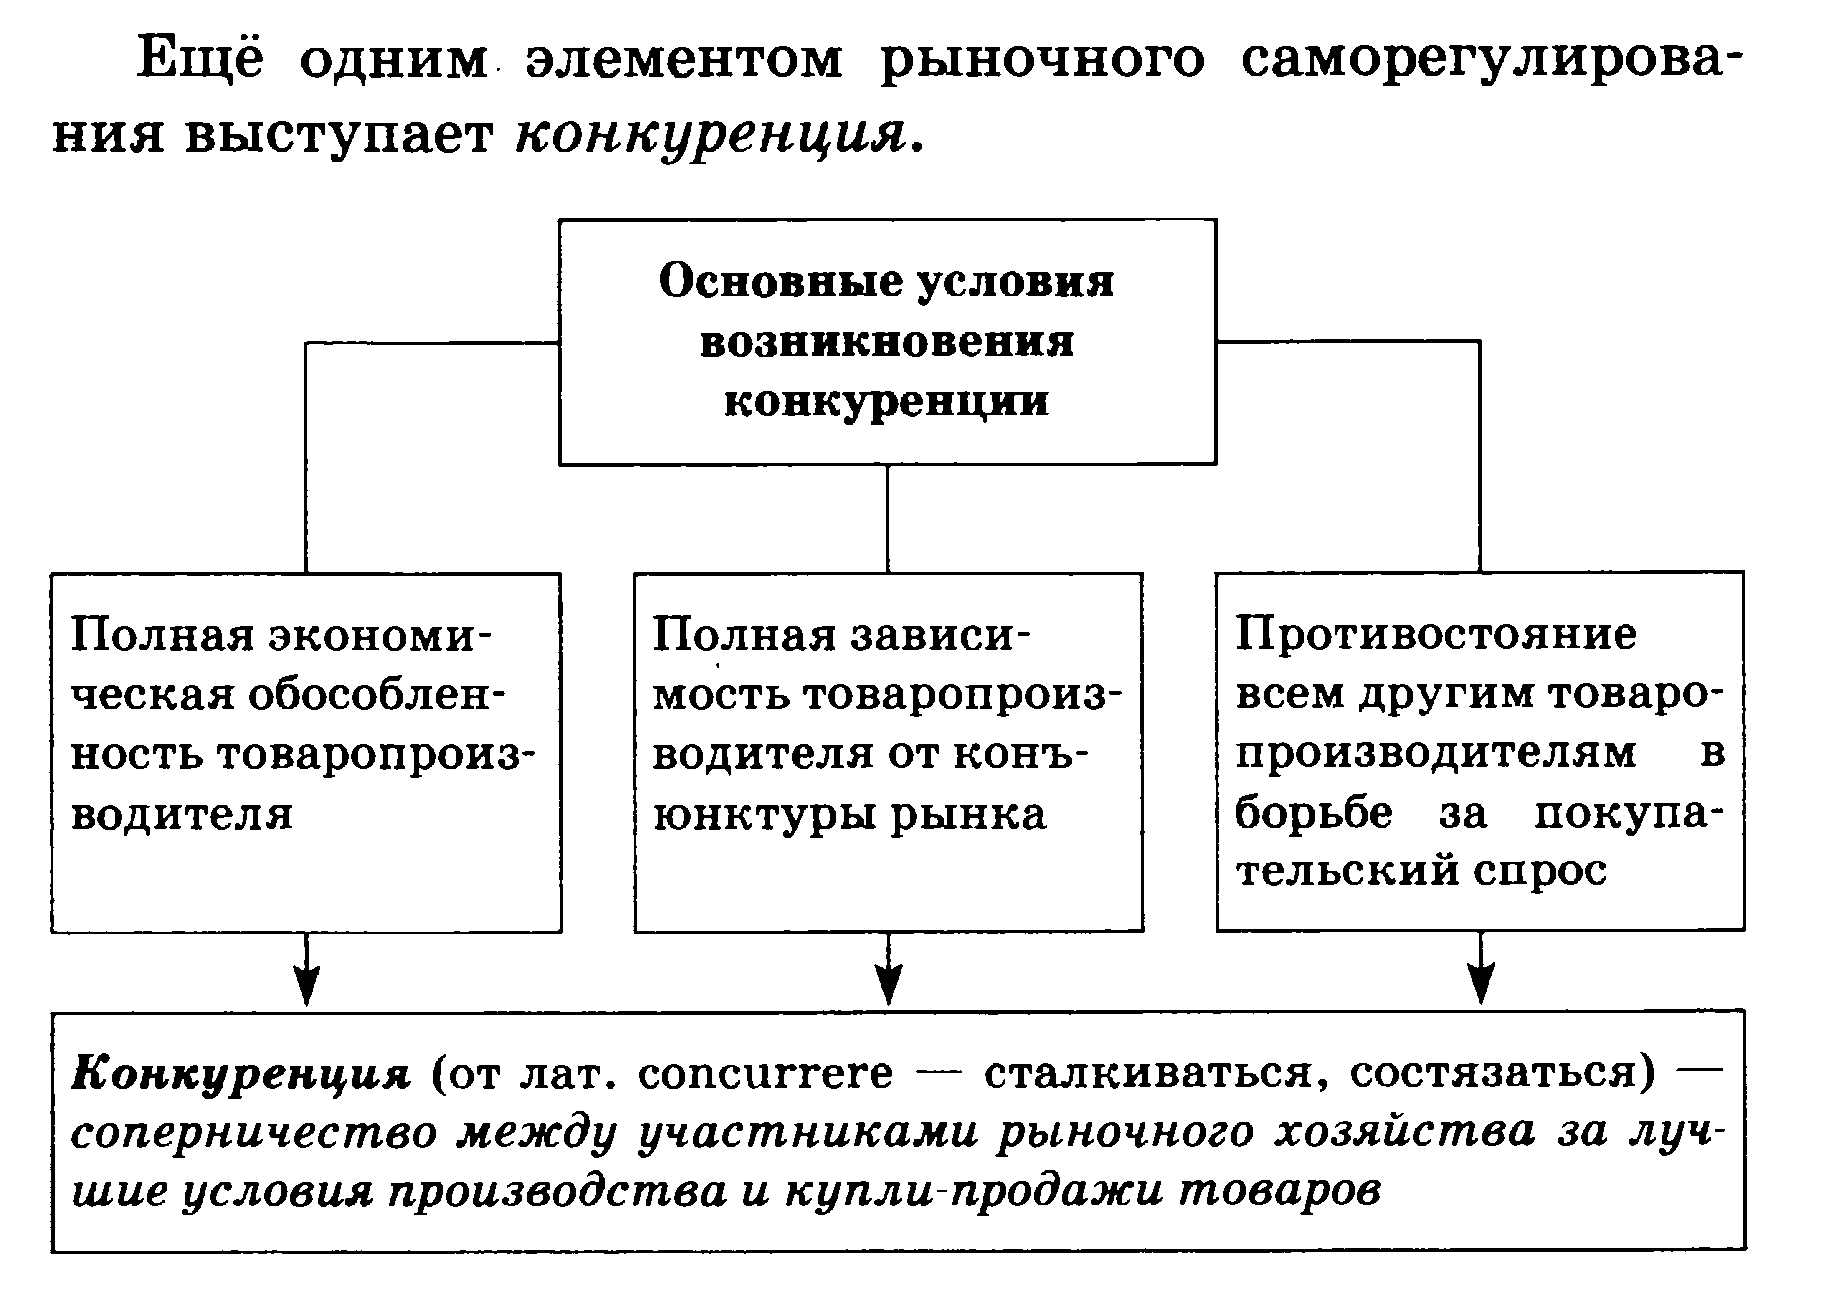 Ещё одним элементом рыночного саморегулирова-
ния выступает конкуренция.
Основные условия
возникновения
конкуренции
Полная экономи-
ческая обособлен-
ность товаропроиз-
водителя
Полная зависи-
мость товаропроиз-
водителя от конъ-
юнктуры рынка
Противостояние
всем другим товаро-
производителям в
борьбе за покупа-
тельский спрос
Конкуренция (от лат. concurrere — сталкиваться, состязаться) —
соперничество между участниками рыночного хозяйства за луч-
шие условия производства и купли-продажи товаров